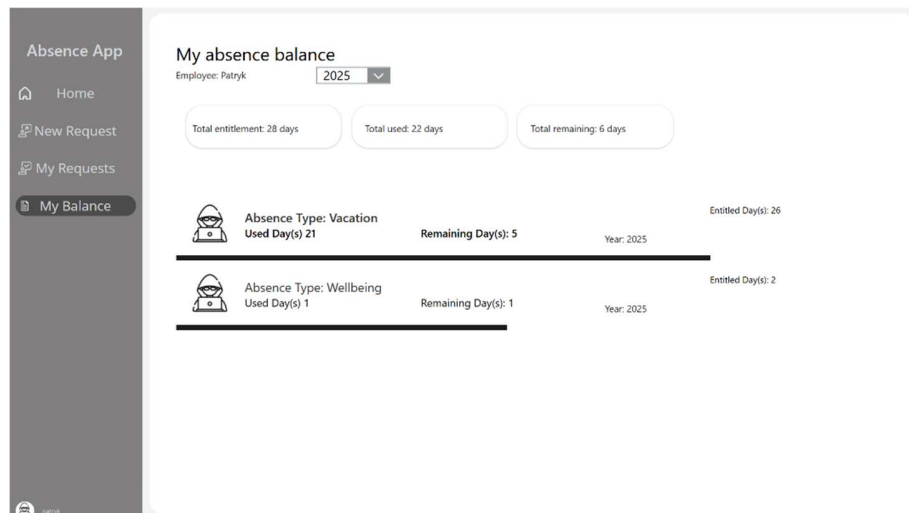 Absence App
Home
New Request
My Requests
My Balance
patryk
My absence balance
Employee: Patryk
2025
Total entitlement: 28 days
Total used: 22 days
Total remaining: 6 days
Absence Type: Vacation
Used Day(s) 21
Remaining Day(s): 5
Year: 2025
Entitled Day(s): 26
Absence Type: Wellbeing
Used Day(s) 1
Remaining Day(s): 1
Year: 2025
Entitled Day(s): 2